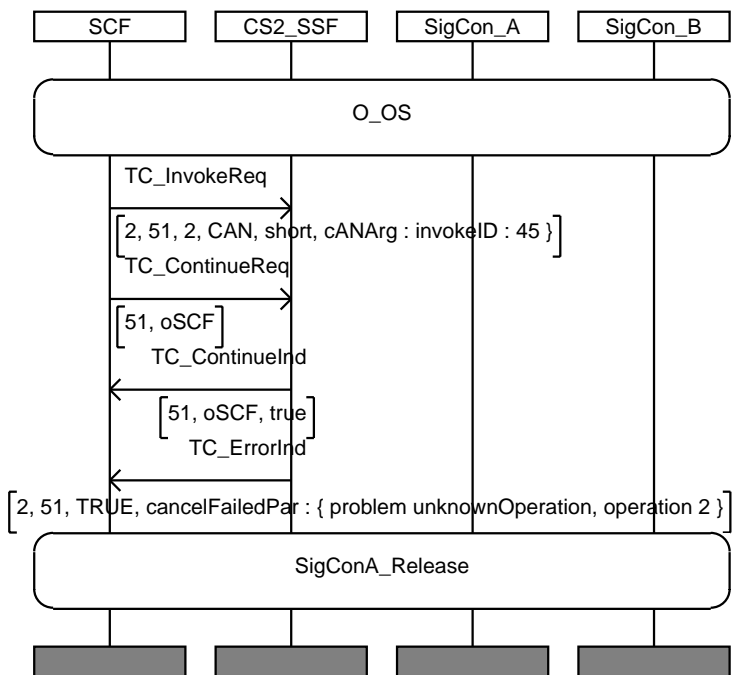 SCF CS2_SSF SigCon_A SigCon_B
O_OS
TC_InvokeReq
2, 51, 2, CAN, short, cANArg : invokeID : 45 }
TC_ContinueReq
51, oSCF
TC_ContinueInd
51, oSCF, true
TC_ErrorInd
2, 51, TRUE, cancelFailedPar : { problem unknownOperation, operation 2 }
SigConA_Release